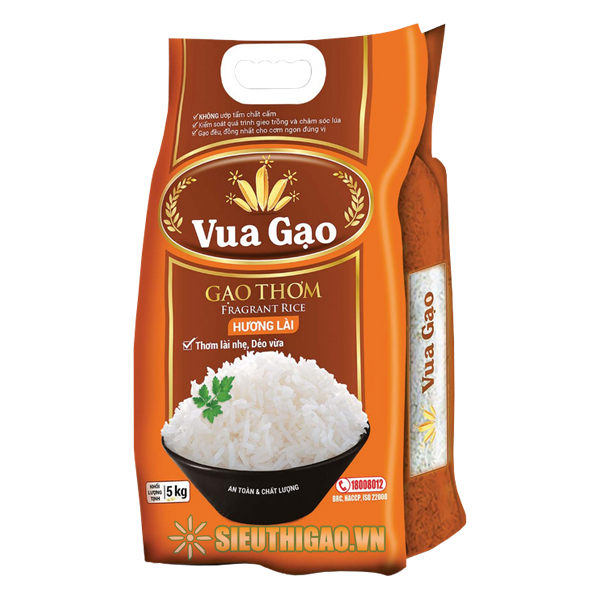 KHÔNG ướp tẩm chất cấm
Kiểm soát quá trình gieo trồng và chăm sóc lúa
Gạo đều, đồng nhất cho cơm ngon đúng vị
Vua Gạo
GẠO THƠM
FRAGRANT RICE
HƯƠNG LÀI
Thơm lài nhẹ, Dẻo vừa
Vua Gạo
KHỐI
LƯỢNG
TỊNH
5 kg
AN TOÀN & CHẤT LƯỢNG
18008012
BRC, HACCP, ISO 22000
SIEUTHIGAO.VN